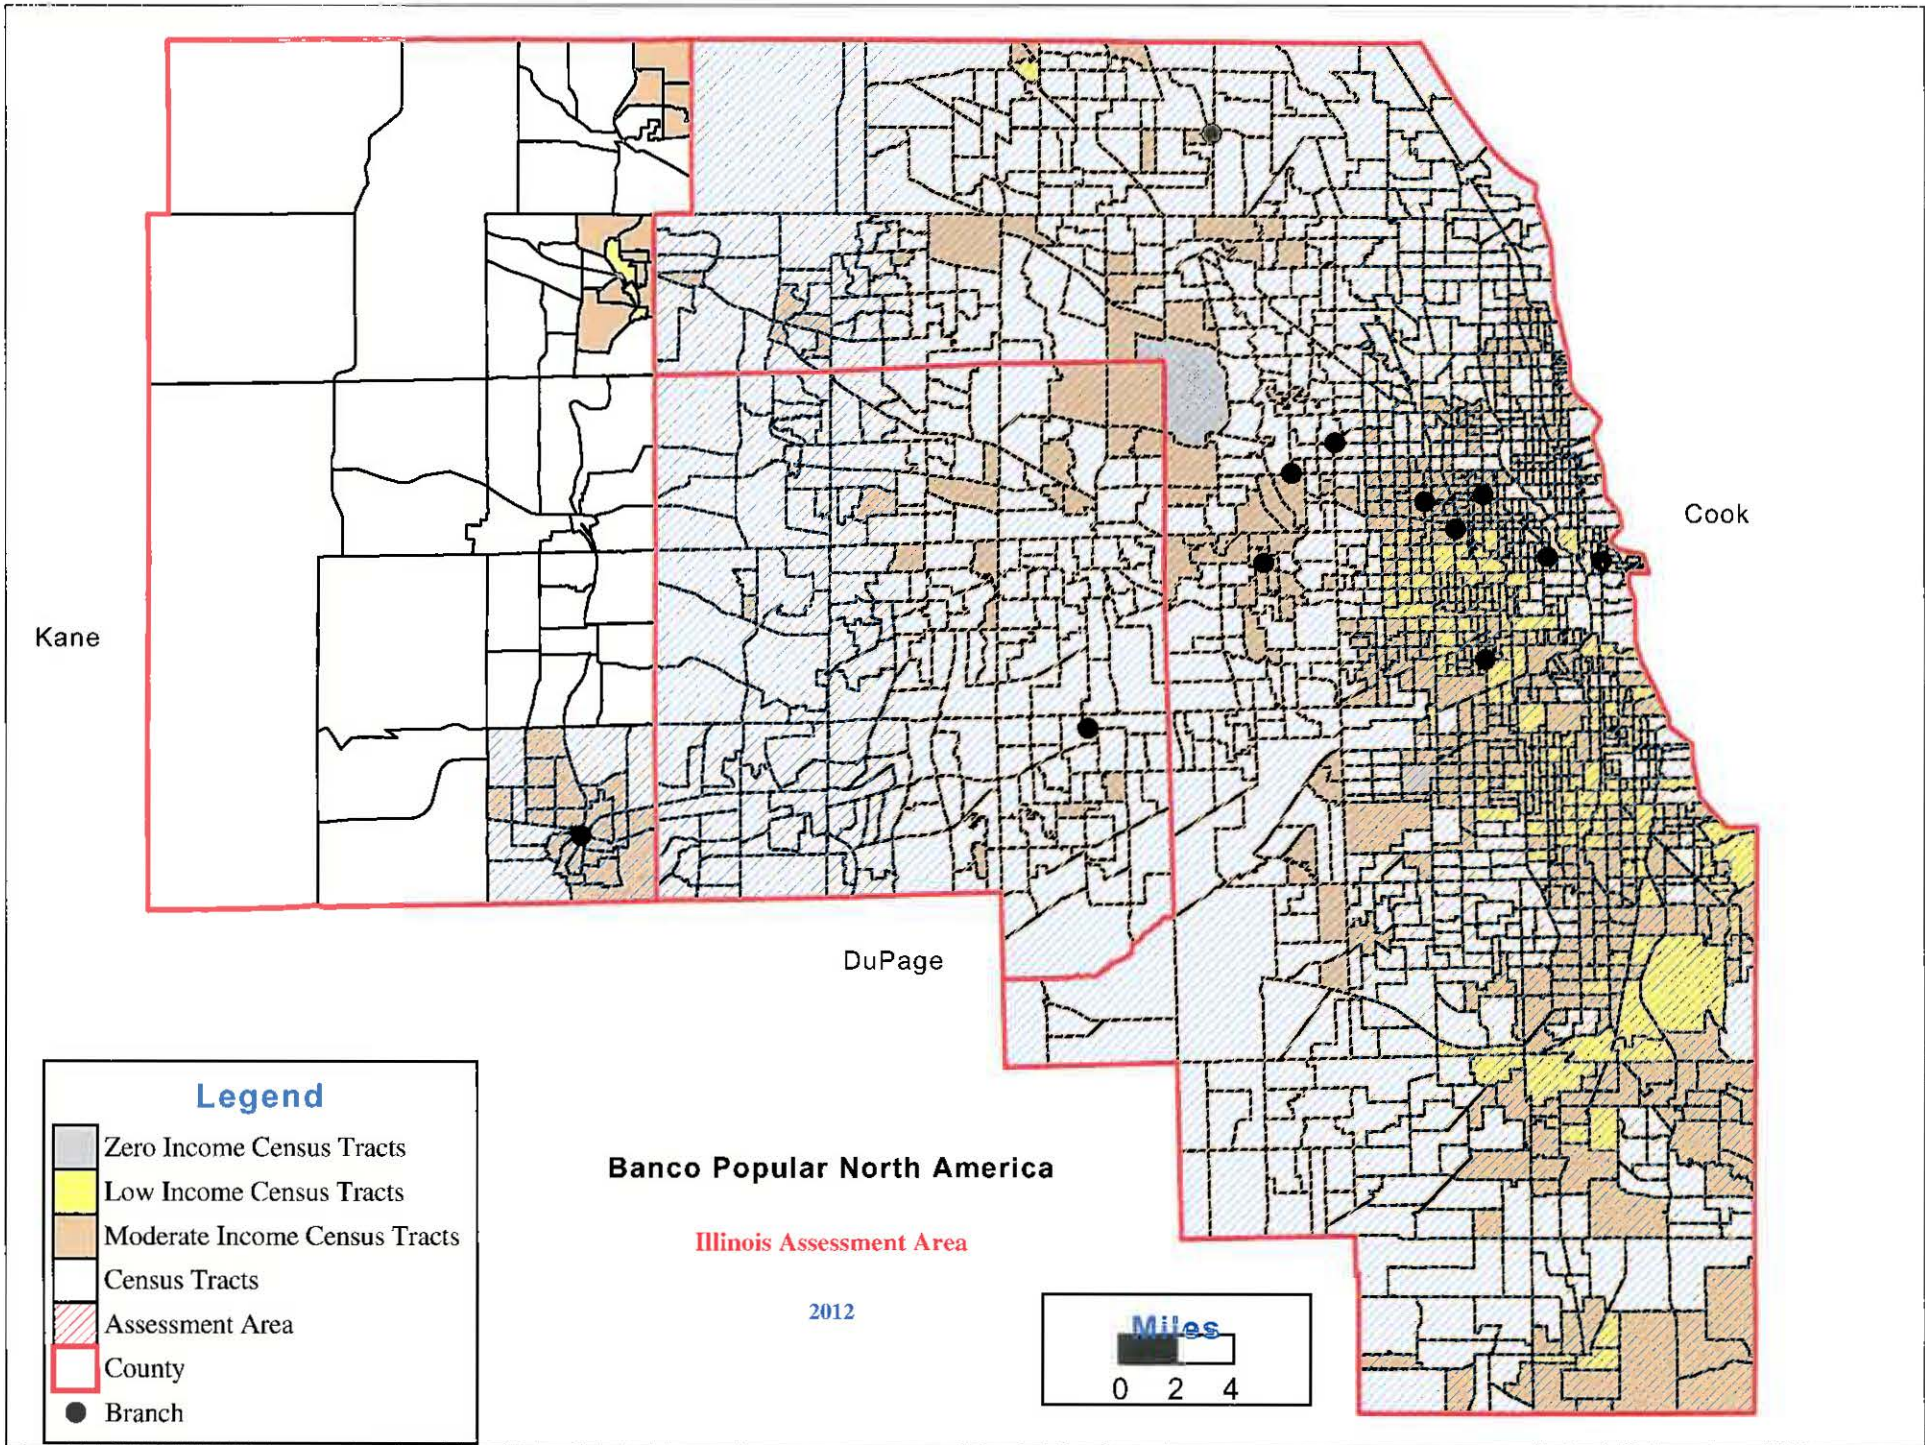 Cook
Kane
DuPage
Legend
Zero Income Census Tracts
Low Income Census Tracts
Moderate Income Census Tracts
Census Tracts
Assessment Area
County
Branch
Banco Popular North America
Illinois Assessment Area
2012
Miles
0 2 4